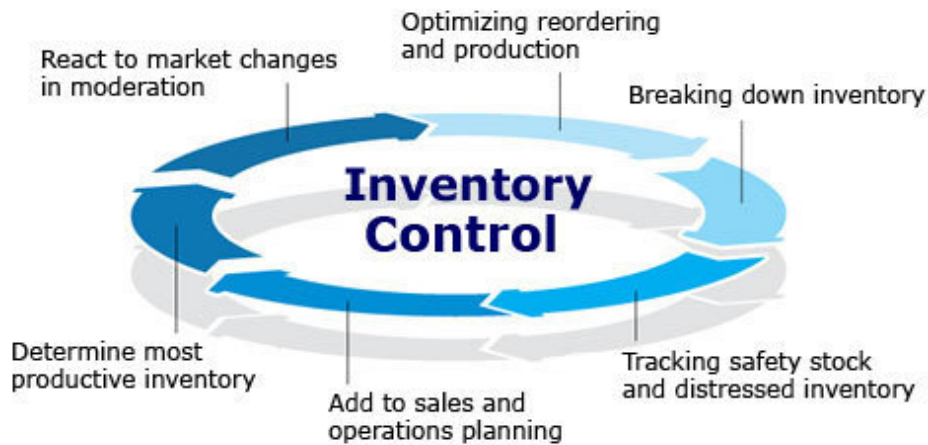 Optimizing reordering
and production
React to market changes
in moderation
Breaking down inventory
Inventory
Control
Determine most
productive inventory
Tracking safety stock
and distressed inventory
Add to sales and
operations planning